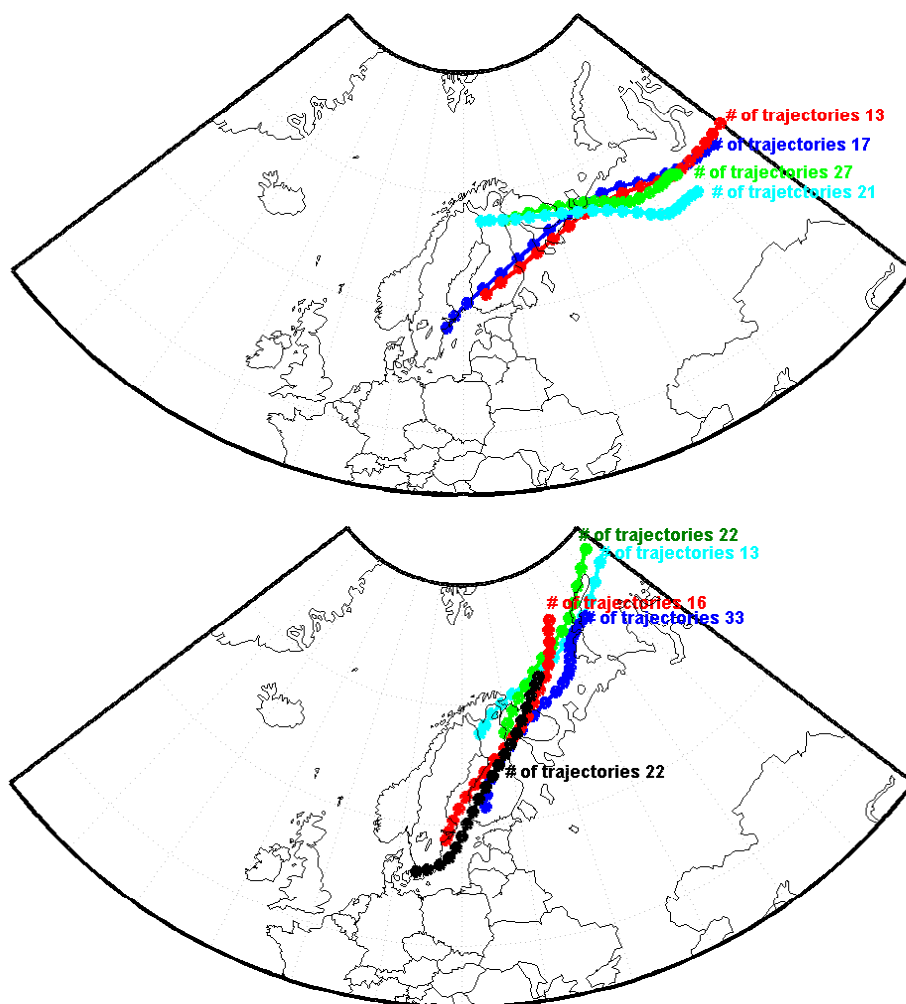 # of trajectories 13
# of trajectories 17
# of trajectories 27
# of trajetctories 21
# of trajectories 22
# of trajectories 13
# of trajectories 16
# of trajectories 33
# of trajectories 22